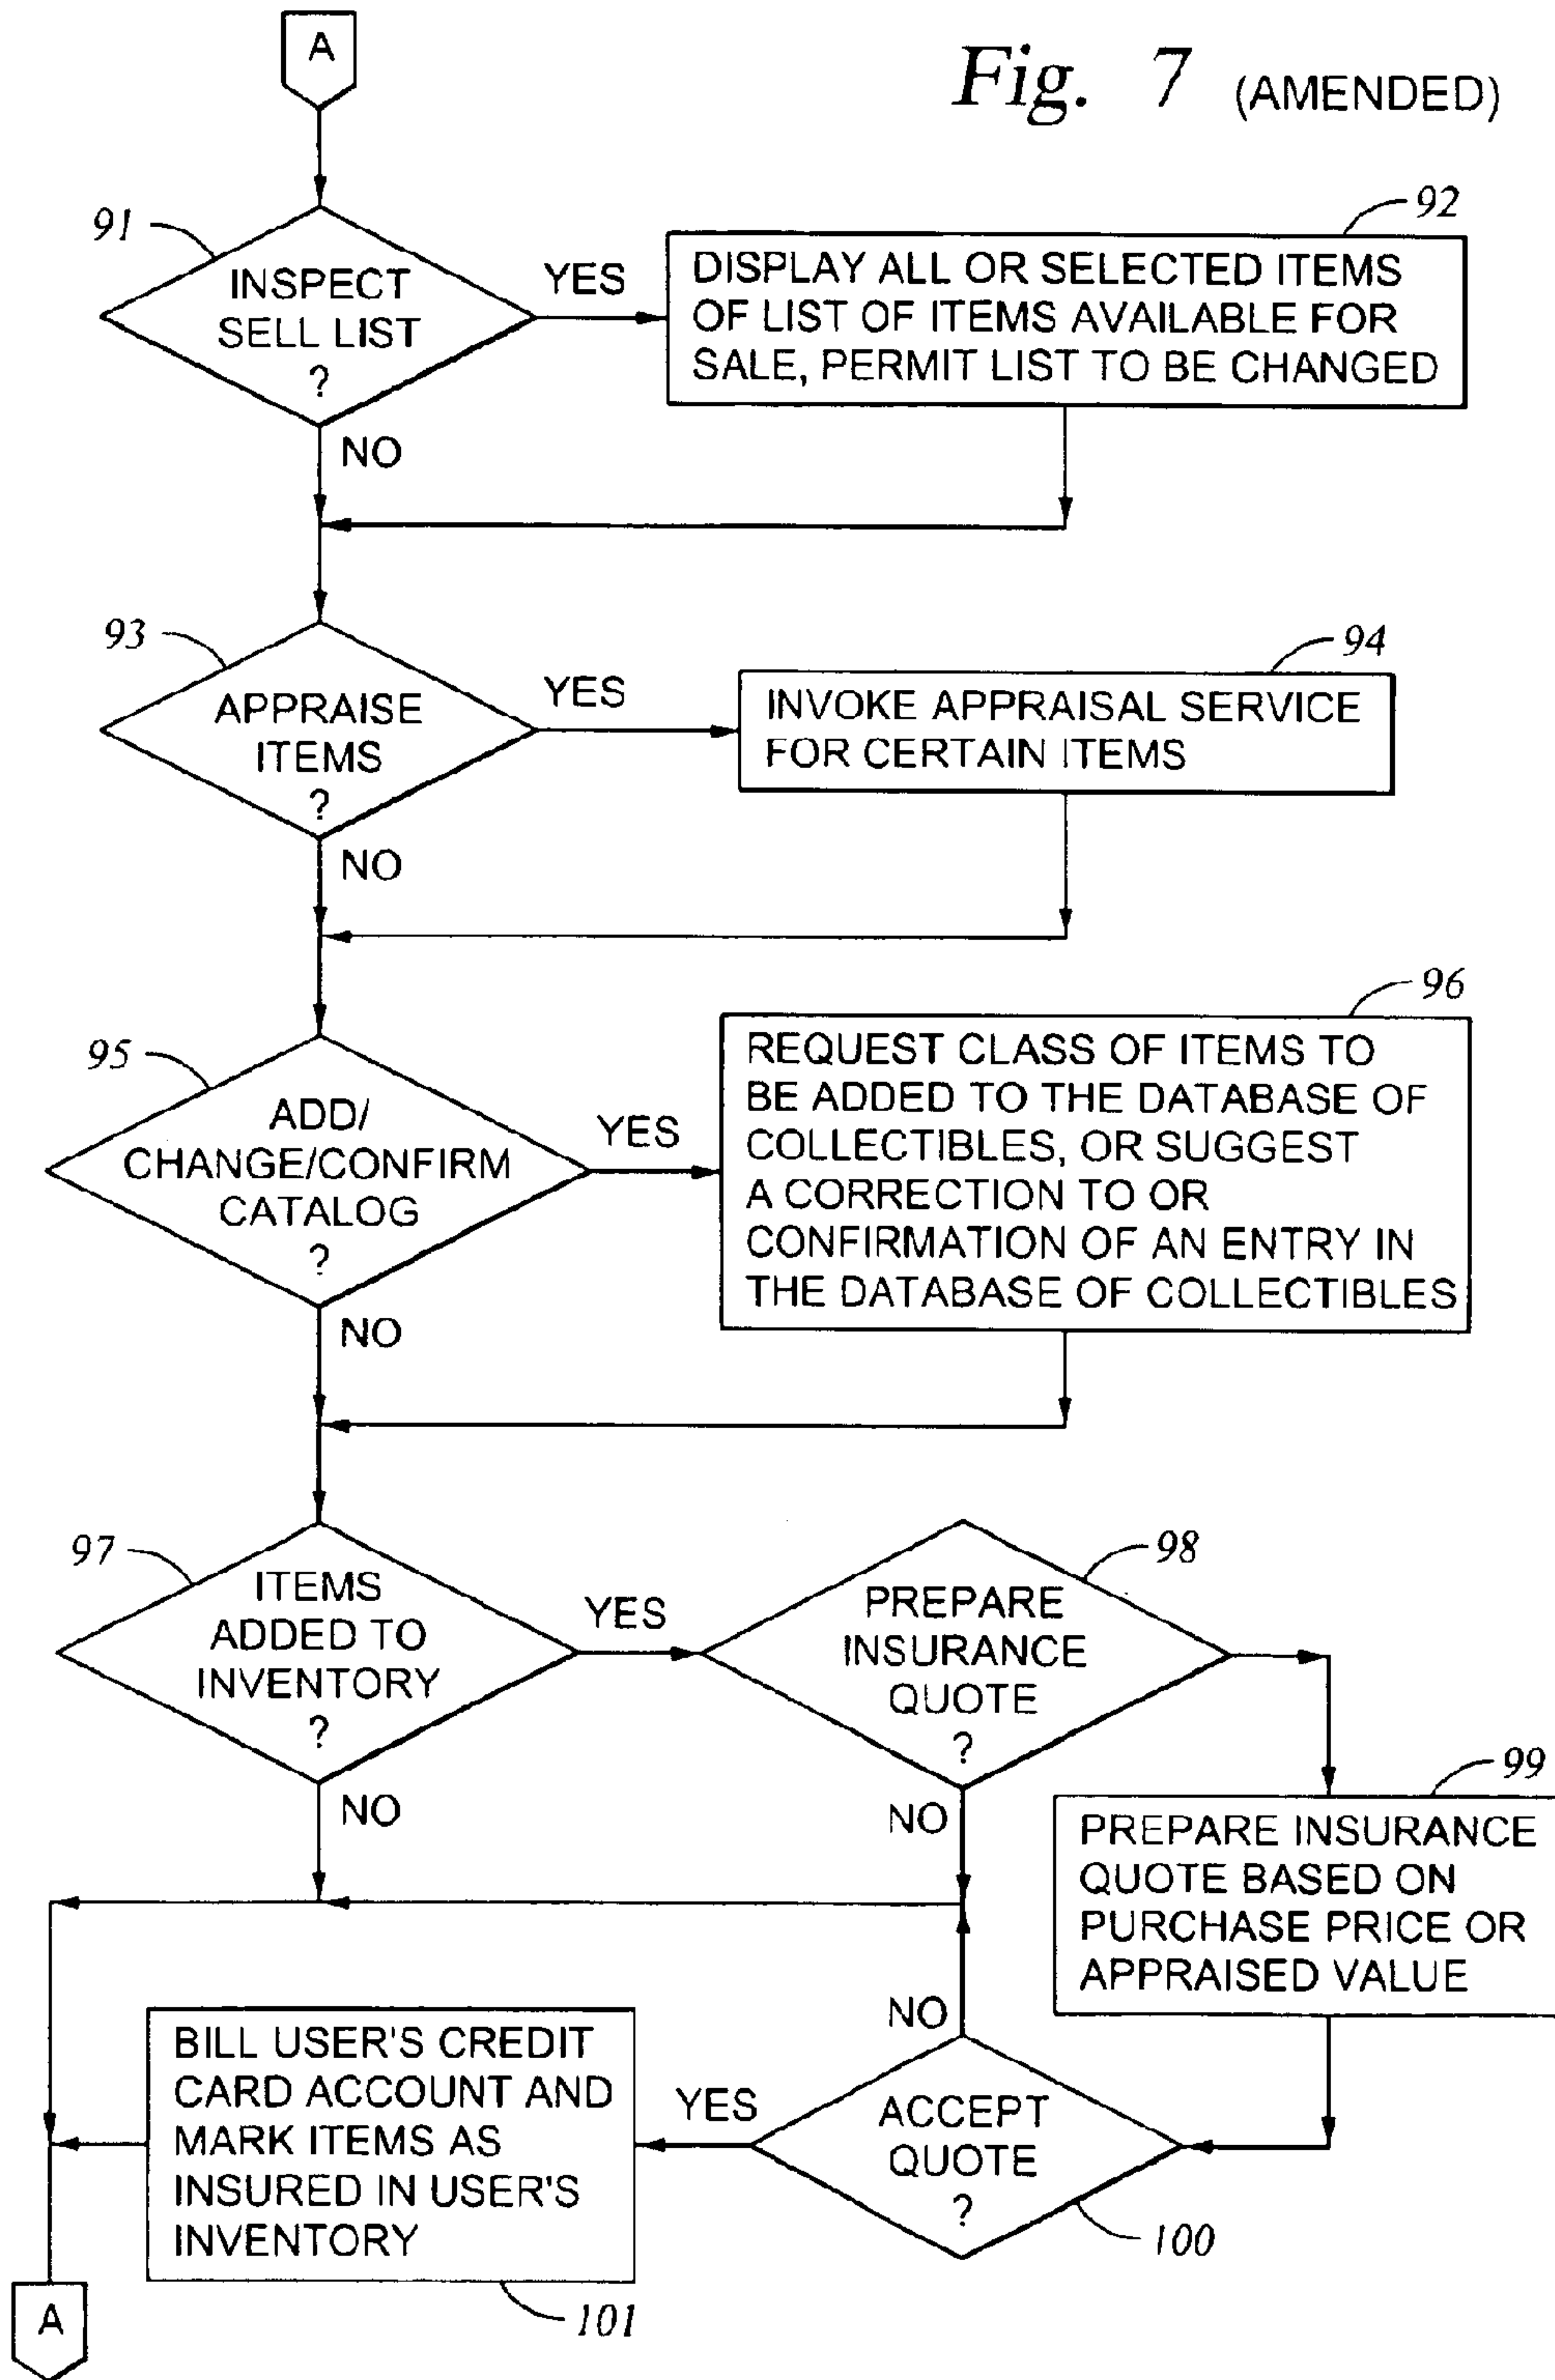 A
Fig. 7 (AMENDED)
91
INSPECT
SELL LIST
?
YES
NO
92
DISPLAY ALL OR SELECTED ITEMS
OF LIST OF ITEMS AVAILABLE FOR
SALE, PERMIT LIST TO BE CHANGED
93
APPRAISE
ITEMS
?
YES
NO
94
INVOKE APPRAISAL SERVICE
FOR CERTAIN ITEMS
95
ADD/
CHANGE/CONFIRM
CATALOG
?
YES
NO
96
REQUEST CLASS OF ITEMS TO
BE ADDED TO THE DATABASE OF
COLLECTIBLES, OR SUGGEST
A CORRECTION TO OR
CONFIRMATION OF AN ENTRY IN
THE DATABASE OF COLLECTIBLES
97
ITEMS
ADDED TO
INVENTORY
?
YES
NO
98
PREPARE
INSURANCE
QUOTE
?
NO
99
PREPARE INSURANCE
QUOTE BASED ON
PURCHASE PRICE OR
APPRAISED VALUE
NO
ACCEPT
QUOTE
?
100
YES
BILL USER'S CREDIT
CARD ACCOUNT AND
MARK ITEMS AS
INSURED IN USER'S
INVENTORY
101
A